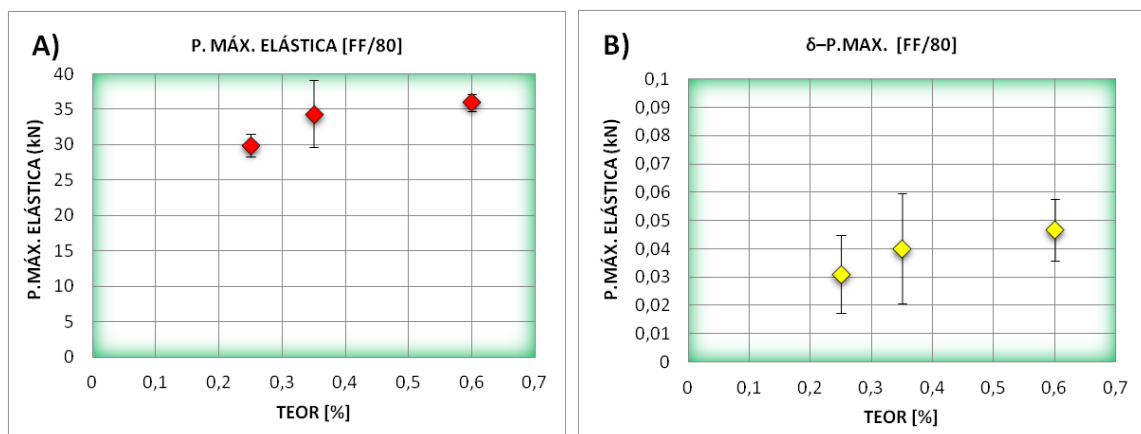 A)
P. MÁX. ELÁSTICA [FF/80]
P.MÁX. ELÁSTICA (kN)
40
35
30
25
20
15
10
5
0
0 0,1 0,2 0,3 0,4 0,5 0,6 0,7
TEOR [%]
B)
δ–P.MAX. [FF/80]
P.MÁX. ELÁSTICA (kN)
0,1
0,09
0,08
0,07
0,06
0,05
0,04
0,03
0,02
0,01
0
0 0,1 0,2 0,3 0,4 0,5 0,6 0,7
TEOR [%]